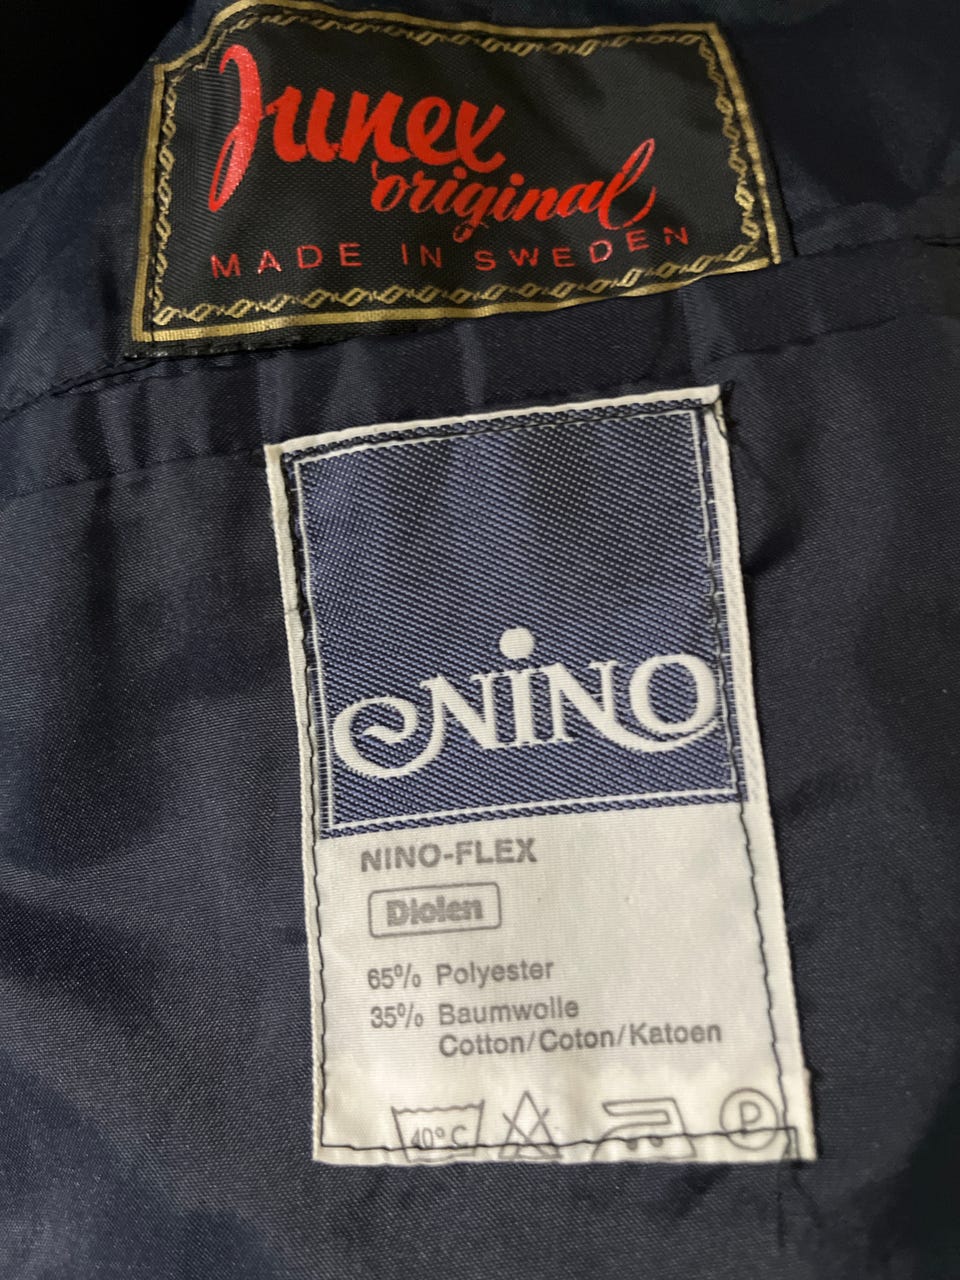 Junex
original
MADE IN SWEDEN
NINO
NINO-FLEX
Diolen
65% Polyester
35% Baumwolle
Cotton/Coton/Katoen
40° C
P